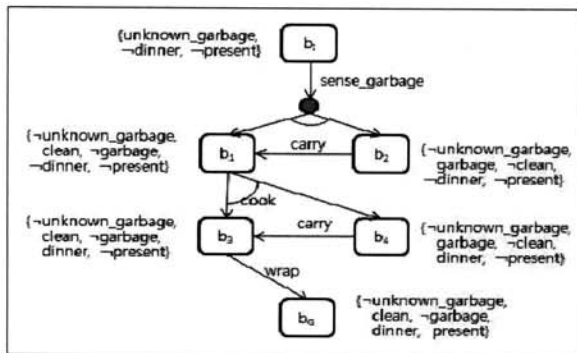 {unknown_garbage,
¬dinner, ¬present}
bᵢ
sense_garbage
{¬unknown_garbage,
clean, ¬garbage,
¬dinner, ¬present}
b₁
carry
b₂
{¬unknown_garbage,
garbage, ¬clean,
¬dinner, ¬present}
cook
{¬unknown_garbage,
clean, ¬garbage,
dinner, ¬present}
b₃
carry
b₄
{¬unknown_garbage,
garbage, ¬clean,
dinner, ¬present}
wrap
b_G
{¬unknown_garbage,
clean, ¬garbage,
dinner, present}